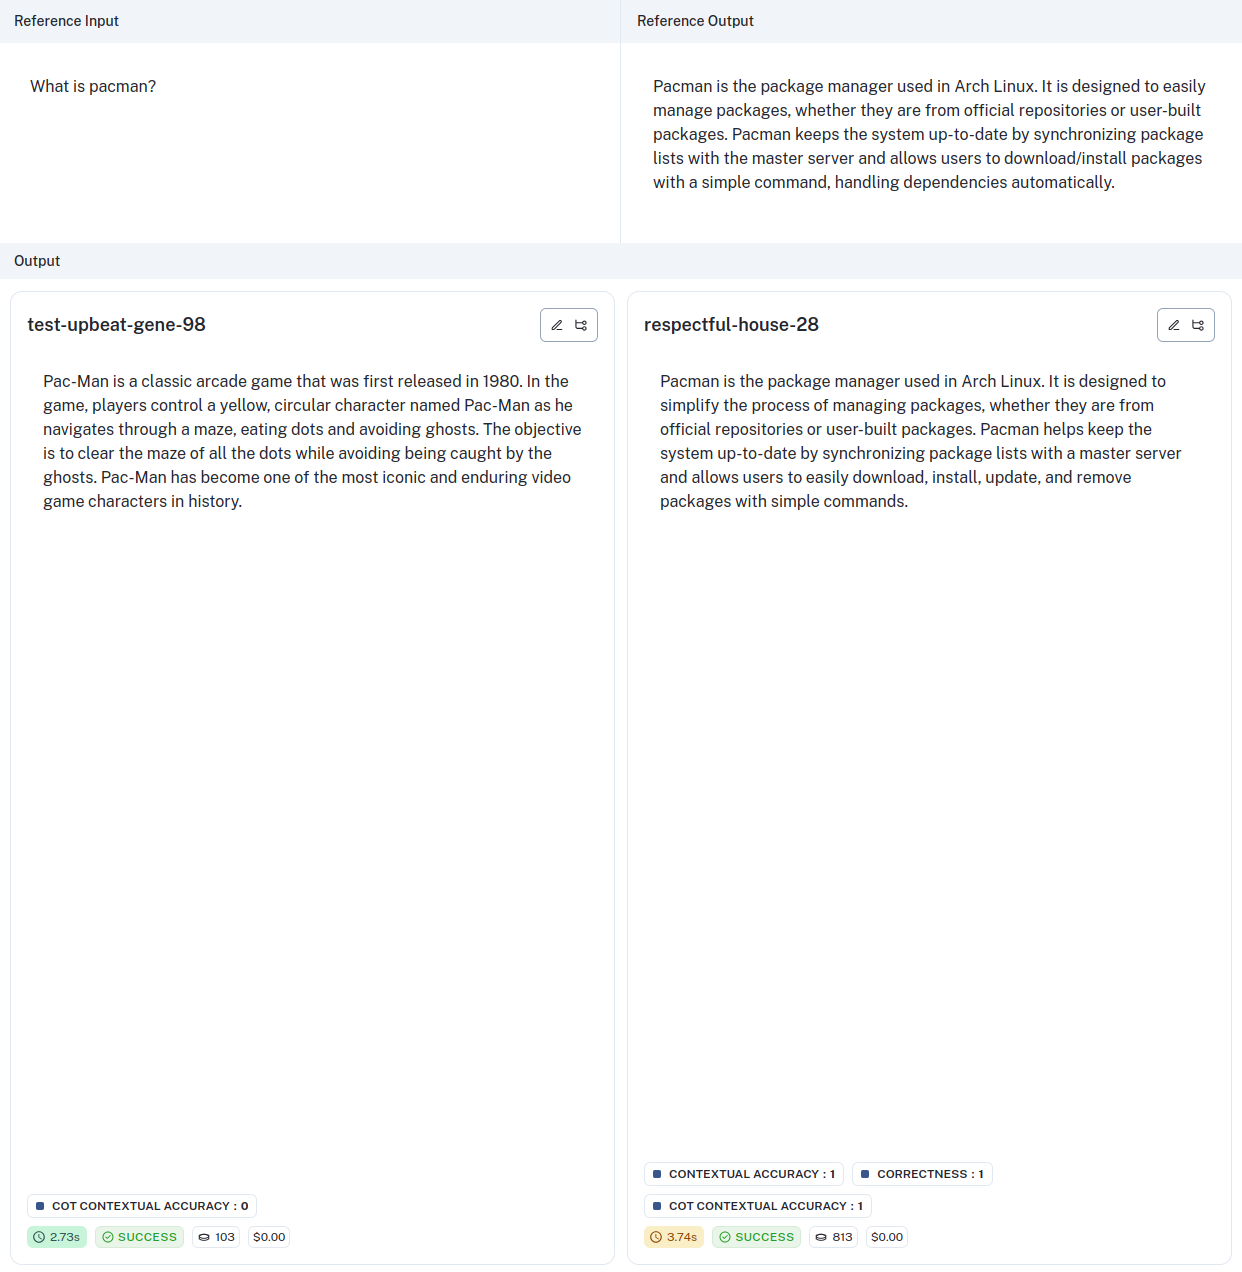 Reference Input
Reference Output
What is pacman?
Pacman is the package manager used in Arch Linux. It is designed to easily
manage packages, whether they are from official repositories or user-built
packages. Pacman keeps the system up-to-date by synchronizing package
lists with the master server and allows users to download/install packages
with a simple command, handling dependencies automatically.
Output
test-upbeat-gene-98
Pac-Man is a classic arcade game that was first released in 1980. In the
game, players control a yellow, circular character named Pac-Man as he
navigates through a maze, eating dots and avoiding ghosts. The objective
is to clear the maze of all the dots while avoiding being caught by the
ghosts. Pac-Man has become one of the most iconic and enduring video
game characters in history.
COT CONTEXTUAL ACCURACY : 0
2.73s SUCCESS 103 $0.00
respectful-house-28
Pacman is the package manager used in Arch Linux. It is designed to
simplify the process of managing packages, whether they are from
official repositories or user-built packages. Pacman helps keep the
system up-to-date by synchronizing package lists with a master server
and allows users to easily download, install, update, and remove
packages with simple commands.
CONTEXTUAL ACCURACY : 1 CORRECTNESS : 1
COT CONTEXTUAL ACCURACY : 1
3.74s SUCCESS 813 $0.00